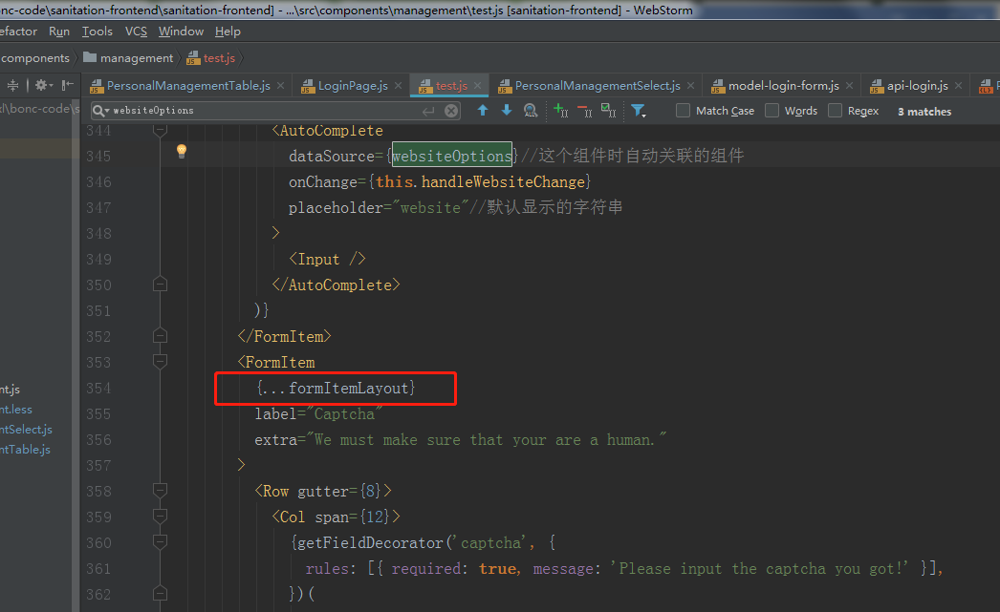 onc-code\sanitation-frontend\sanitation-frontend] - ...\src\components\management\test.js [sanitation-frontend] - WebStorm
efactor Run Tools VCS Window Help
components management test.js
PersonalManagementTable.js LoginPage.js test.js PersonalManagementSelect.js model-login-form.js api-login.js
xl\bonc-code\s
websiteOptions Match Case Words Regex 3 matches
344 <AutoComplete
345 dataSource={websiteOptions}//这个组件时自动关联的组件
346 onChange={this.handleWebsiteChange}
347 placeholder="website"//默认显示的字符串
348 >
349 <Input />
350 </AutoComplete>
351 )}
352 </FormItem>
353 <FormItem
nt.js
354 {...formItemLayout}
nt.less
355 label="Captcha"
ntSelect.js
356 extra="We must make sure that your are a human."
ntTable.js
357 >
358 <Row gutter={8}>
359 <Col span={12}>
360 {getFieldDecorator('captcha', {
361 rules: [{ required: true, message: 'Please input the captcha you got!' }],
362 })(